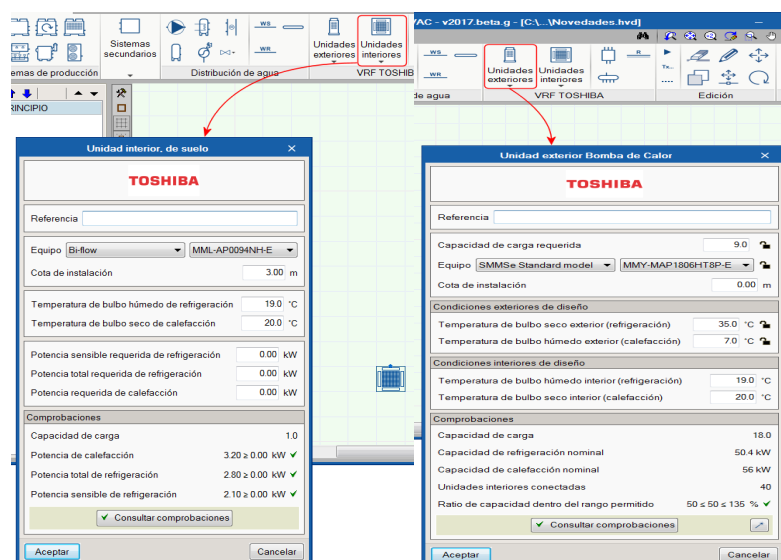 WS
WR
Sistemas
secundarios
Unidades
exteriores
Unidades
interiores
emas de producción
Distribución de agua
VRF TOSHIB
RINCIPIO
Unidad interior, de suelo
TOSHIBA
Referencia
Equipo Bi-flow MML-AP0094NH-E
Cota de instalación 3.00 m
Temperatura de bulbo húmedo de refrigeración 19.0 °C
Temperatura de bulbo seco de calefacción 20.0 °C
Potencia sensible requerida de refrigeración 0.00 kW
Potencia total requerida de refrigeración 0.00 kW
Potencia requerida de calefacción 0.00 kW
Comprobaciones
Capacidad de carga 1.0
Potencia de calefacción 3.20 ≥ 0.00 kW ✓
Potencia total de refrigeración 2.80 ≥ 0.00 kW ✓
Potencia sensible de refrigeración 2.10 ≥ 0.00 kW ✓
✓ Consultar comprobaciones
Aceptar Cancelar
VAC - v2017.beta.g - [C:\...\Novedades.hvd]
WS
WR
Unidades
exteriores
Unidades
interiores
R
Tx...
de agua
VRF TOSHIBA
Edición
Unidad exterior Bomba de Calor
TOSHIBA
Referencia
Capacidad de carga requerida 9.0
Equipo SMMSe Standard model MMY-MAP1806HT8P-E
Cota de instalación 0.00 m
Condiciones exteriores de diseño
Temperatura de bulbo seco exterior (refrigeración) 35.0 °C
Temperatura de bulbo húmedo exterior (calefacción) 7.0 °C
Condiciones interiores de diseño
Temperatura de bulbo húmedo interior (refrigeración) 19.0 °C
Temperatura de bulbo seco interior (calefacción) 20.0 °C
Comprobaciones
Capacidad de carga 18.0
Capacidad de refrigeración nominal 50.4 kW
Capacidad de calefacción nominal 56 kW
Unidades interiores conectadas 40
Ratio de capacidad dentro del rango permitido 50 ≤ 50 ≤ 135 % ✓
✓ Consultar comprobaciones
Aceptar Cancelar